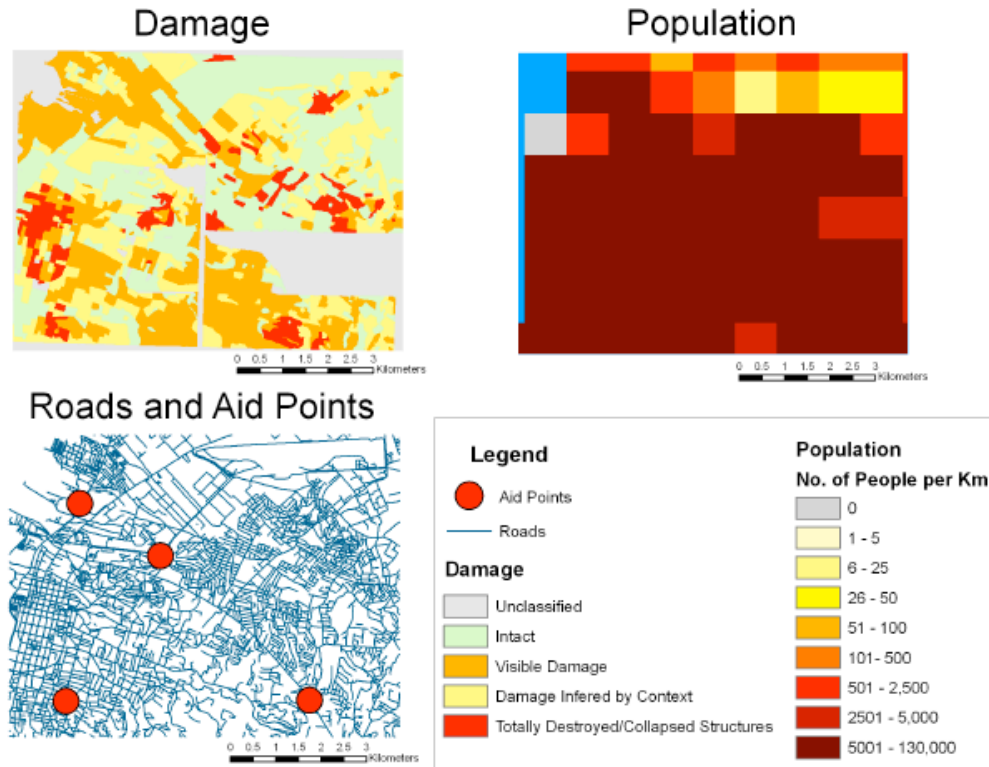 Damage
Population
0 0.5 1 1.5 2 2.5 3
Kilometers
0 0.5 1 1.5 2 2.5 3
Kilometers
Roads and Aid Points
0 0.5 1 1.5 2 2.5 3
Kilometers
Legend
Aid Points
Roads
Damage
Unclassified
Intact
Visible Damage
Damage Infered by Context
Totally Destroyed/Collapsed Structures
Population
No. of People per Km
0
1 - 5
6 - 25
26 - 50
51 - 100
101- 500
501 - 2,500
2501 - 5,000
5001 - 130,000